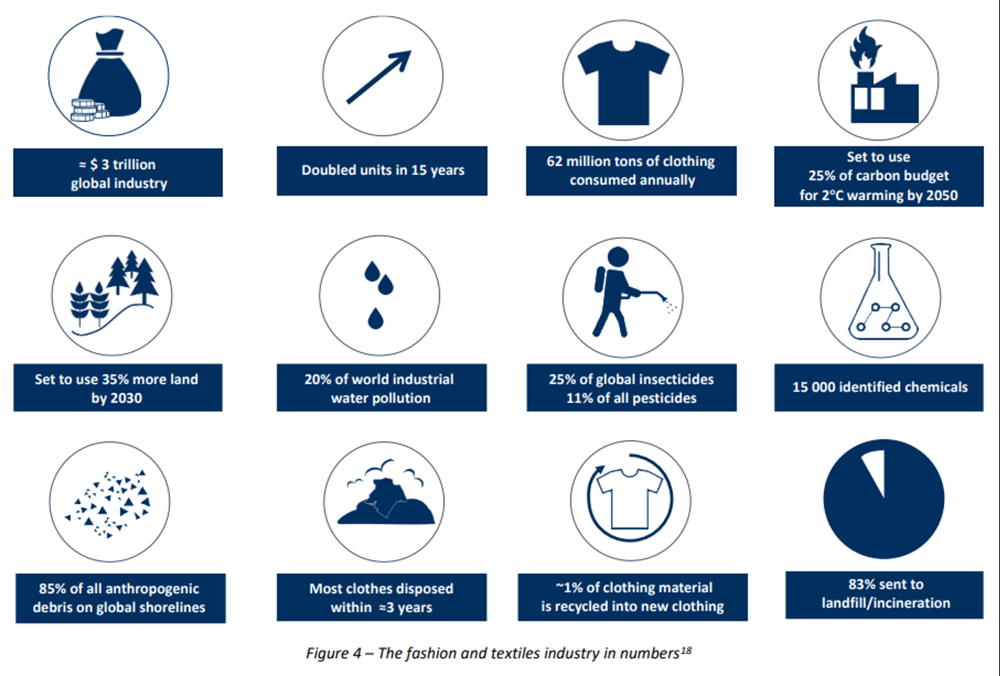 ≈ $ 3 trillion
global industry
Doubled units in 15 years
62 million tons of clothing
consumed annually
Set to use
25% of carbon budget
for 2°C warming by 2050
Set to use 35% more land
by 2030
20% of world industrial
water pollution
25% of global insecticides
11% of all pesticides
15 000 identified chemicals
85% of all anthropogenic
debris on global shorelines
Most clothes disposed
within ≈3 years
~1% of clothing material
is recycled into new clothing
83% sent to
landfill/incineration
Figure 4 – The fashion and textiles industry in numbers¹⁸